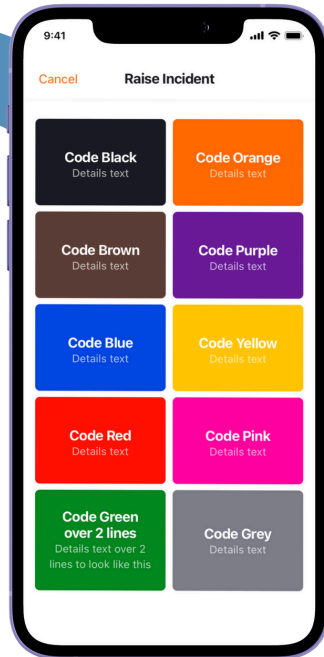 9:41
Cancel Raise Incident
Code Black
Details text
Code Orange
Details text
Code Brown
Details text
Code Purple
Details text
Code Blue
Details text
Code Yellow
Details text
Code Red
Details text
Code Pink
Details text
Code Green
over 2 lines
Details text over 2
lines to look like this
Code Grey
Details text